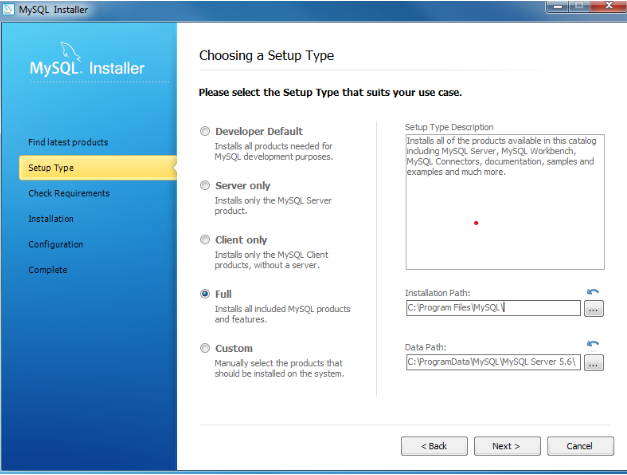 MySQL Installer
MySQL. Installer
Find latest products
Setup Type
Check Requirements
Installation
Configuration
Complete
Choosing a Setup Type
Please select the Setup Type that suits your use case.
Developer Default
Installs all products needed for
MySQL development purposes.
Server only
Installs only the MySQL Server
product.
Client only
Installs only the MySQL Client
products, without a server.
Full
Installs all included MySQL products
and features.
Custom
Manually select the products that
should be installed on the system.
Setup Type Description
Installs all of the products available in this catalog
including MySQL Server, MySQL Workbench,
MySQL Connectors, documentation, samples and
examples and much more.
Installation Path:
C:\Program Files\MySQL\
...
Data Path:
C:\ProgramData\MySQL\MySQL Server 5.6\
...
< Back
Next >
Cancel